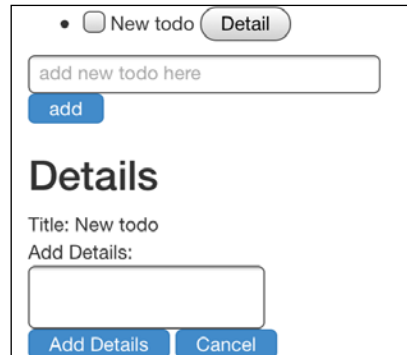 New todo Detail
add new todo here
add
Details
Title: New todo
Add Details:
Add Details Cancel